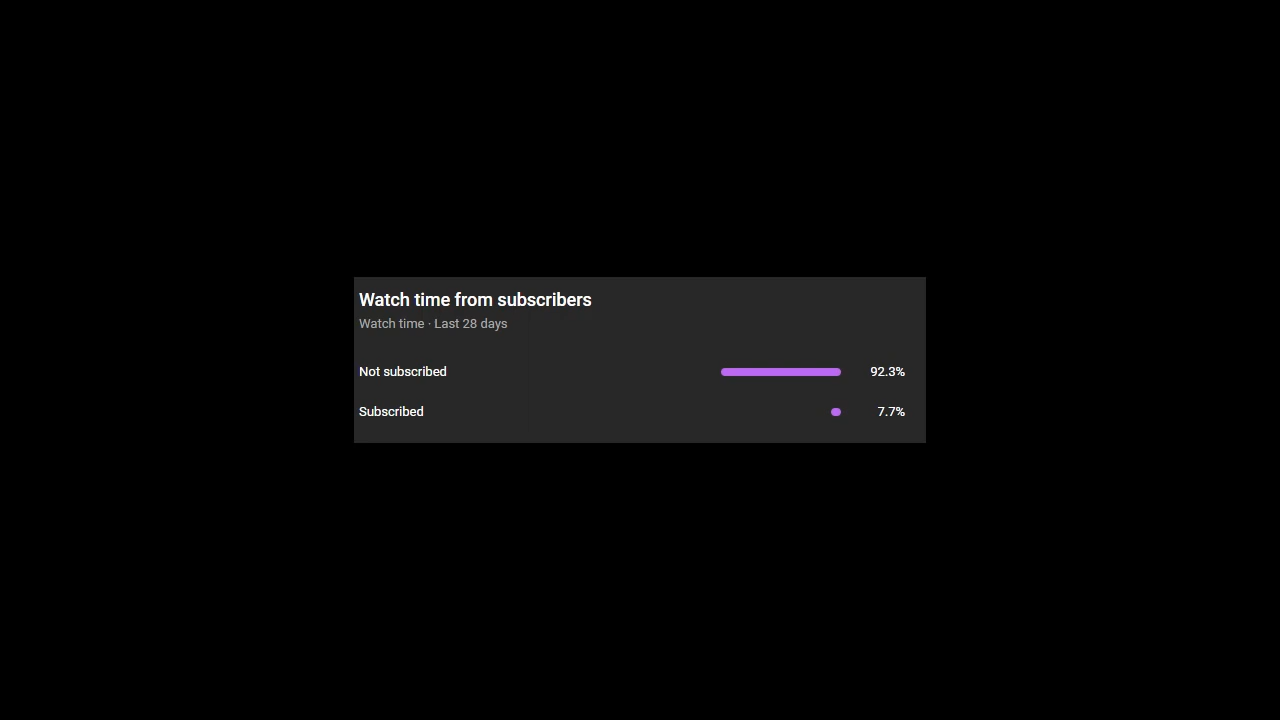 Watch time from subscribers
Watch time · Last 28 days
Not subscribed 92.3%
Subscribed 7.7%